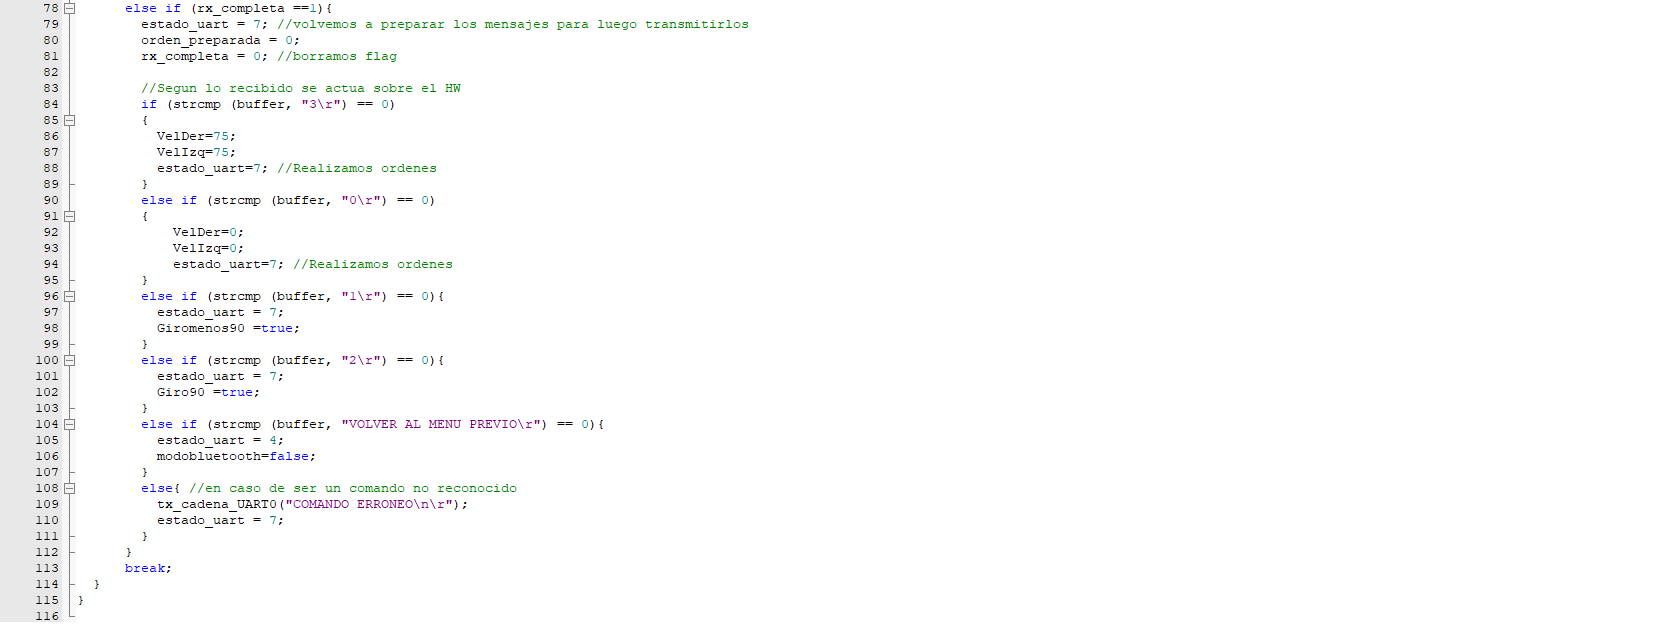 78 else if (rx_completa ==1){
79 estado_uart = 7; //volvemos a preparar los mensajes para luego transmitirlos
80 orden_preparada = 0;
81 rx_completa = 0; //borramos flag
82
83 //Segun lo recibido se actua sobre el HW
84 if (strcmp (buffer, "3\r") == 0)
85 {
86 VelDer=75;
87 VelIzq=75;
88 estado_uart=7; //Realizamos ordenes
89 }
90 else if (strcmp (buffer, "0\r") == 0)
91 {
92 VelDer=0;
93 VelIzq=0;
94 estado_uart=7; //Realizamos ordenes
95 }
96 else if (strcmp (buffer, "1\r") == 0){
97 estado_uart = 7;
98 Giromenos90 =true;
99 }
100 else if (strcmp (buffer, "2\r") == 0){
101 estado_uart = 7;
102 Giro90 =true;
103 }
104 else if (strcmp (buffer, "VOLVER AL MENU PREVIO\r") == 0){
105 estado_uart = 4;
106 modobluetooth=false;
107 }
108 else{ //en caso de ser un comando no reconocido
109 tx_cadena_UART0("COMANDO ERRONEO\n\r");
110 estado_uart = 7;
111 }
112 }
113 break;
114 }
115 }
116